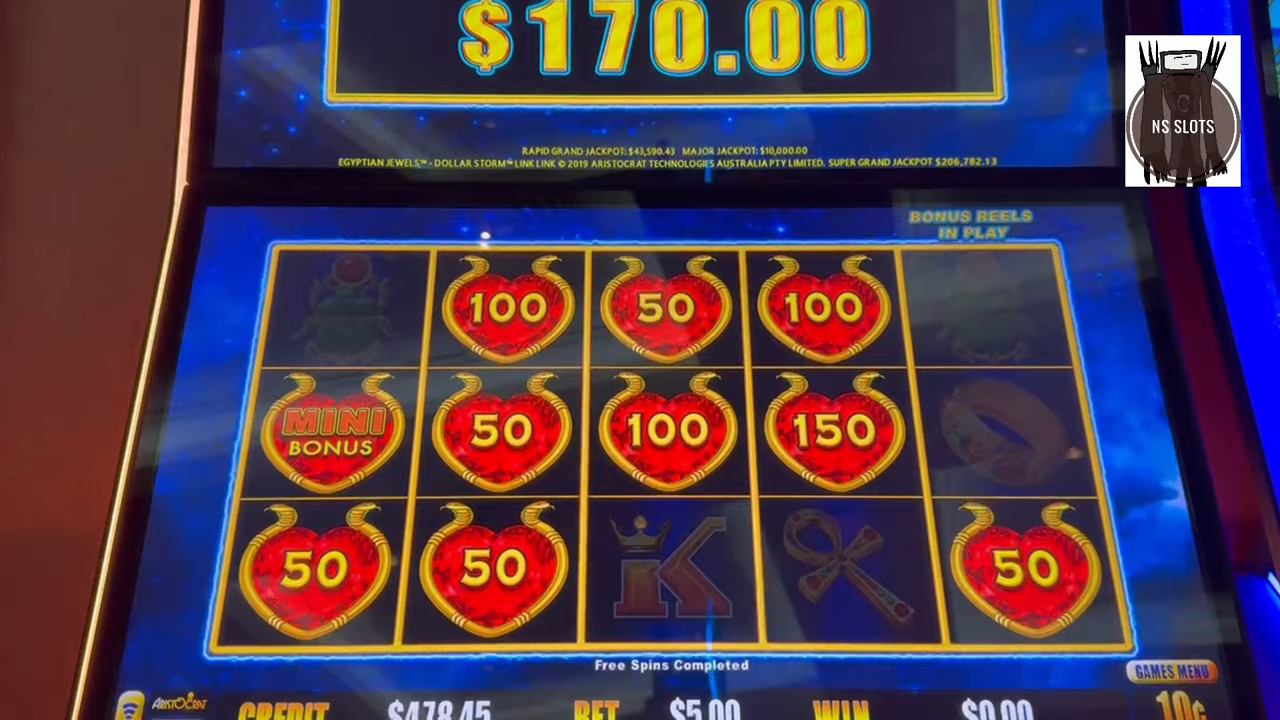 $170.00
NS SLOTS
RAPID GRAND JACKPOT: $43,590.43 MAJOR JACKPOT: $10,000.00
EGYPTIAN JEWELS™ - DOLLAR STORM™ LINK LINK © 2019 ARISTOCRAT TECHNOLOGIES AUSTRALIA PTY LIMITED. SUPER GRAND JACKPOT $206,782.13
BONUS REELS
IN PLAY
100 50 100
MINI
BONUS
50 100 150
50 50 K 50
Free Spins Completed
GAMES MENU
ARISTOCRAT
CREDIT $478.45 BET $5.00 WIN $0.00 10¢